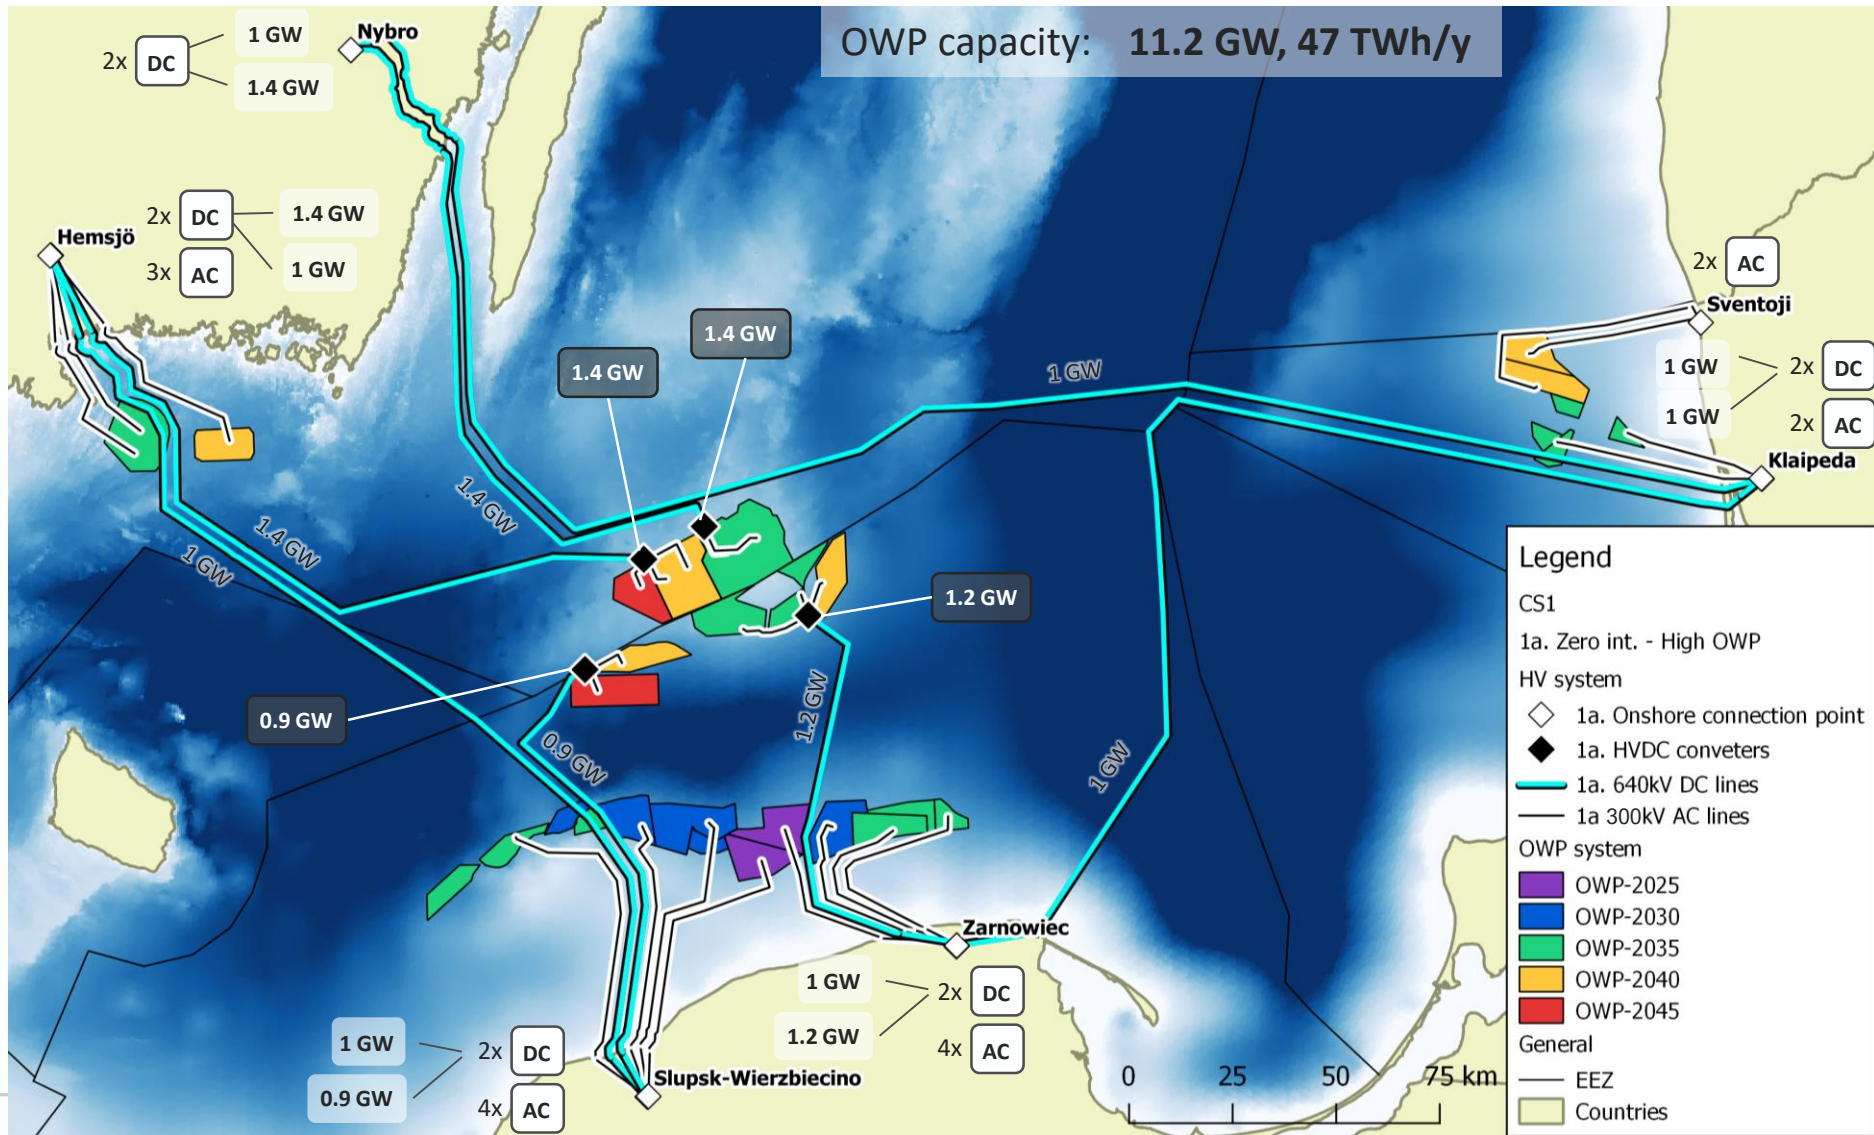 OWP capacity: 11.2 GW, 47 TWh/y
Nybro
2x DC
1 GW
1.4 GW
Hemsjö
2x DC
1.4 GW
1 GW
3x AC
2x AC
Sventoji
1 GW
1 GW
2x DC
2x AC
Klaipeda
1.4 GW
1.4 GW
1 GW
1.4 GW
1.4 GW
1 GW
1.2 GW
0.9 GW
0.9 GW
1.2 GW
1 GW
Zarnowiec
1 GW
1.2 GW
2x DC
4x AC
1 GW
0.9 GW
2x DC
4x AC
Slupsk-Wierzbiecino
0 25 50 75 km
Legend
CS1
1a. Zero int. - High OWP
HV system
1a. Onshore connection point
1a. HVDC conveters
1a. 640kV DC lines
1a 300kV AC lines
OWP system
OWP-2025
OWP-2030
OWP-2035
OWP-2040
OWP-2045
General
EEZ
Countries